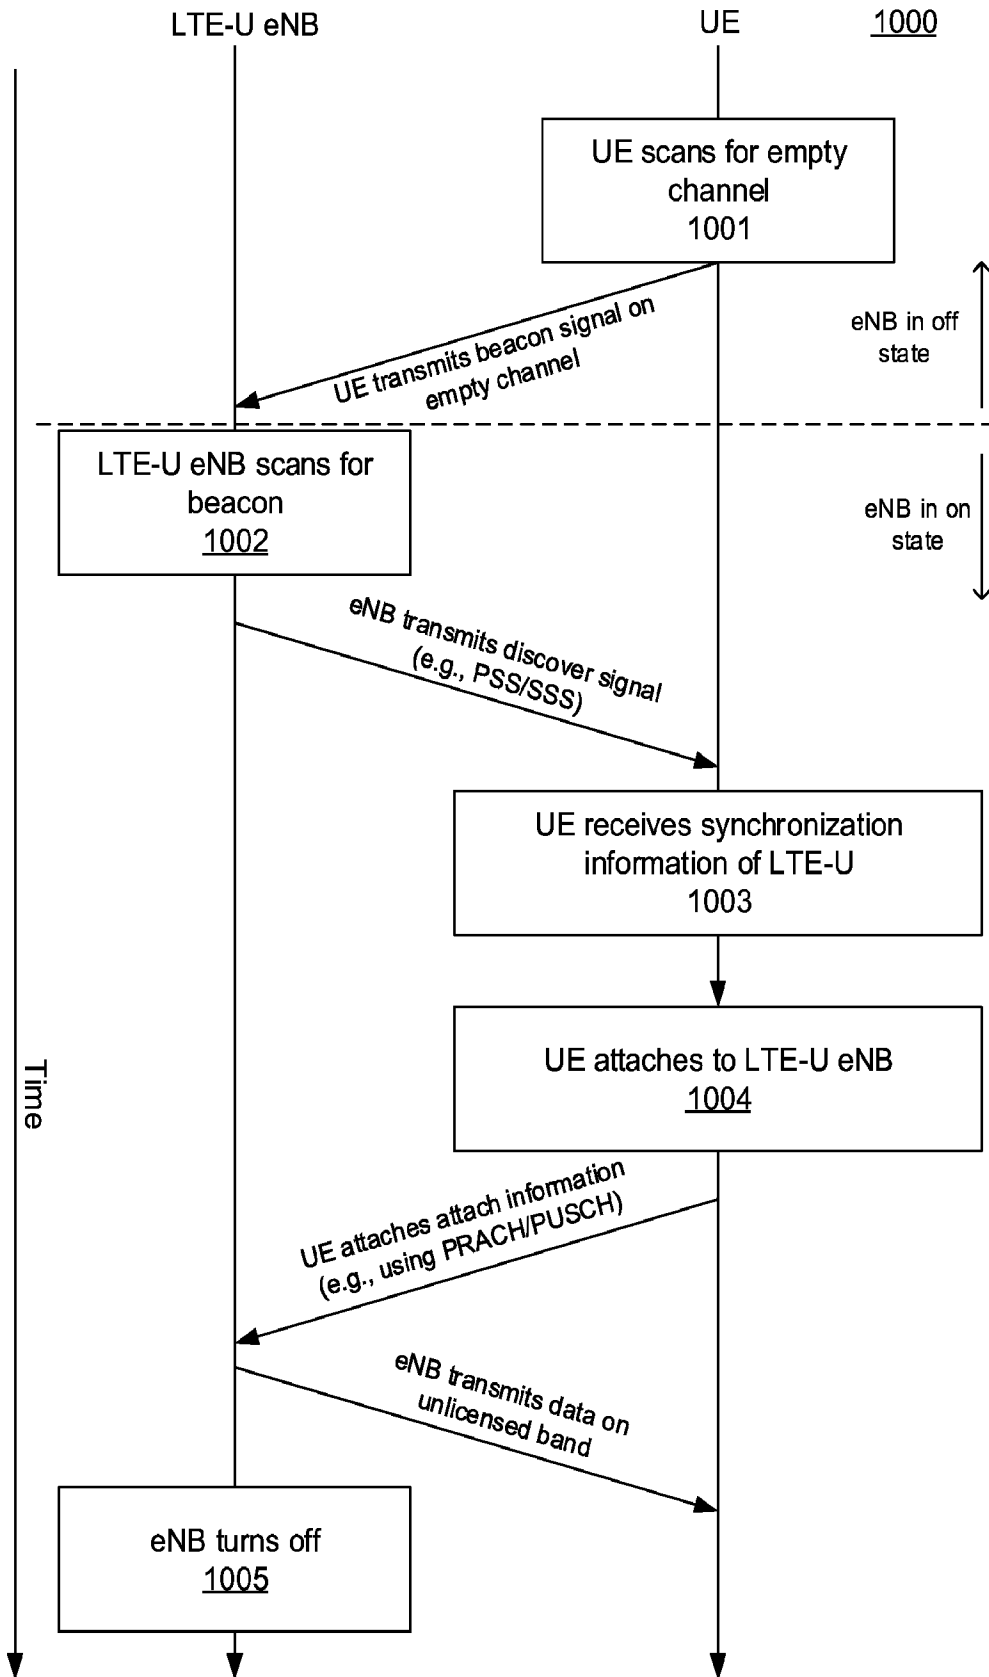 LTE-U eNB
UE
1000
UE scans for empty
channel
1001
UE transmits beacon signal on
empty channel
eNB in off
state
LTE-U eNB scans for
beacon
1002
eNB in on
state
eNB transmits discover signal
(e.g., PSS/SSS)
UE receives synchronization
information of LTE-U
1003
UE attaches to LTE-U eNB
1004
Time
UE attaches attach information
(e.g., using PRACH/PUSCH)
eNB transmits data on
unlicensed band
eNB turns off
1005